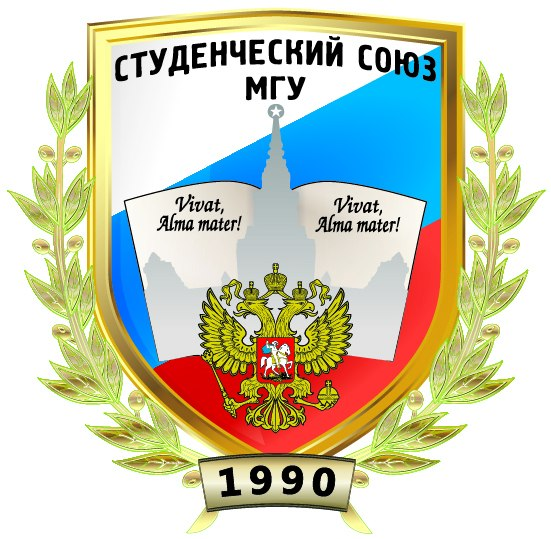 СТУДЕНЧЕСКИЙ СОЮЗ
МГУ
Vivat,
Alma mater!
Vivat,
Alma mater!
1990